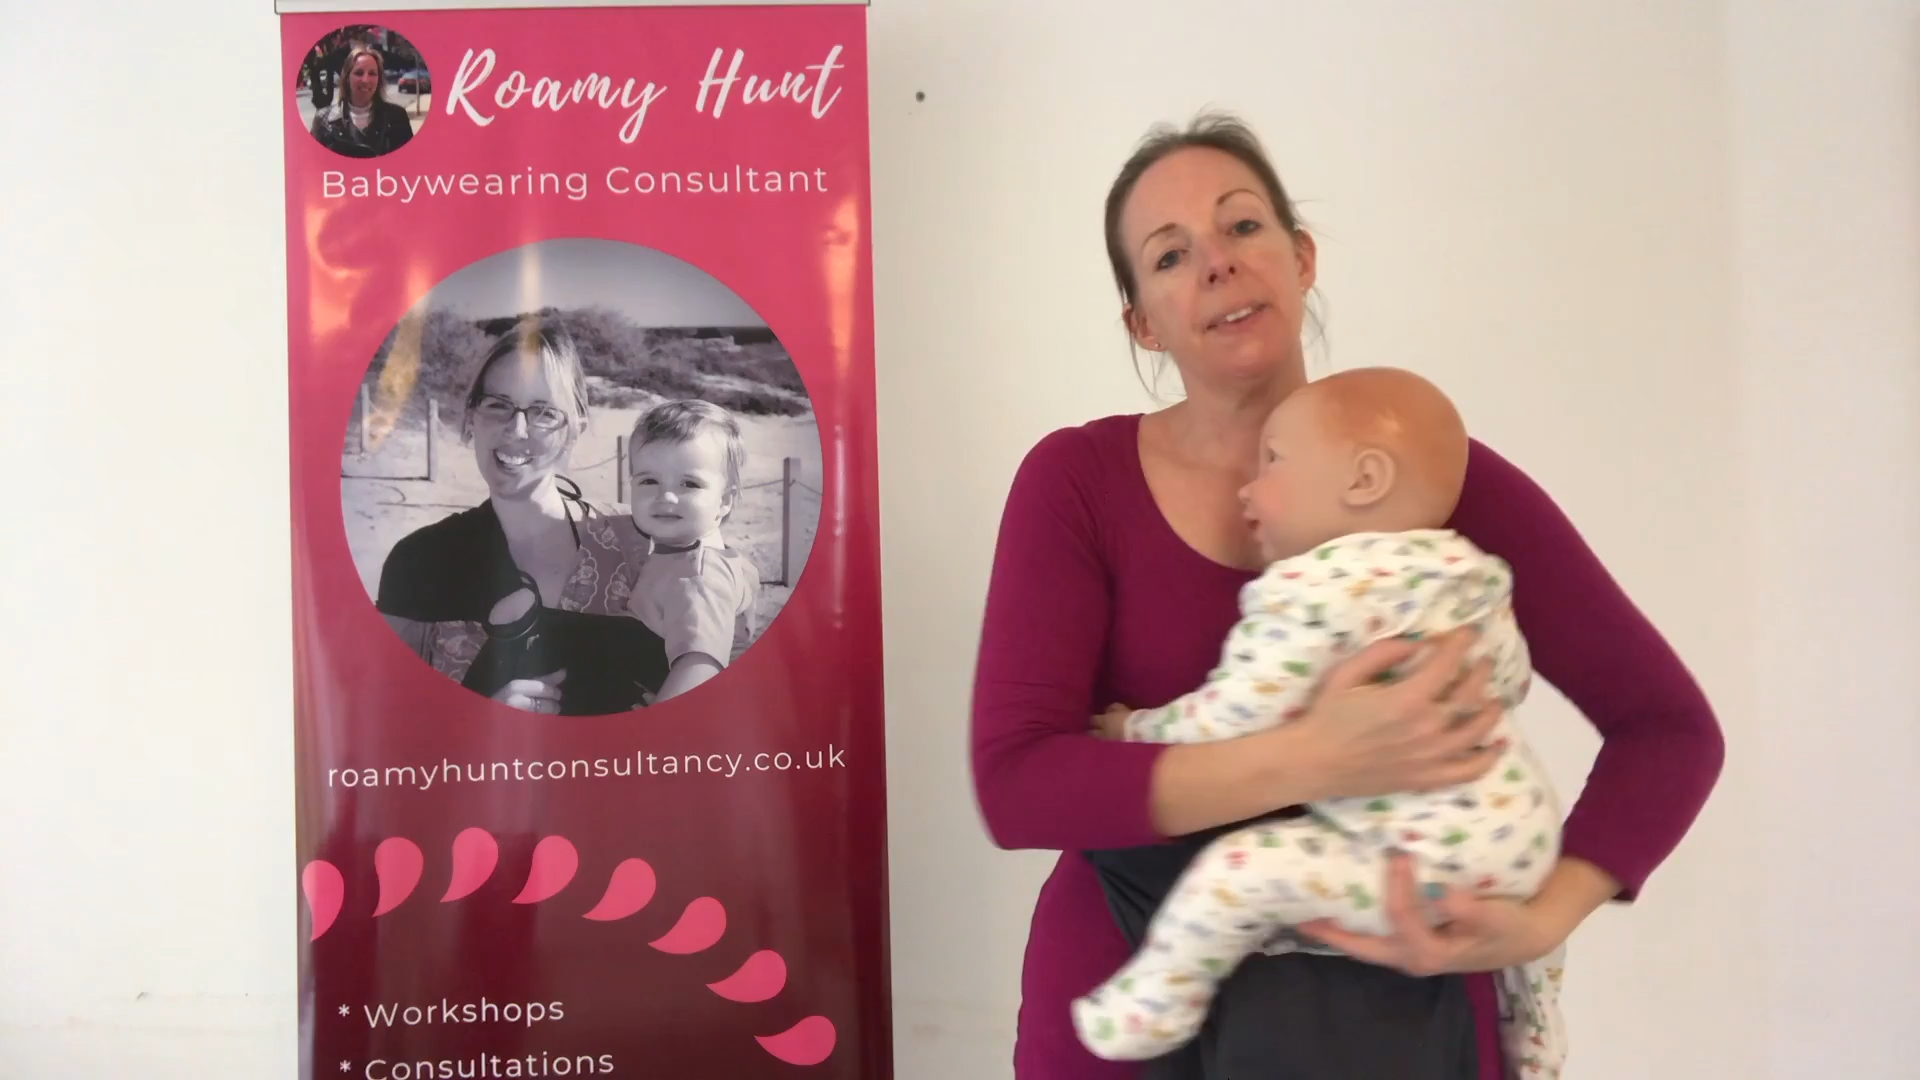 Roamy Hunt
Babywearing Consultant
roamyhuntconsultancy.co.uk
* Workshops
* Consultations